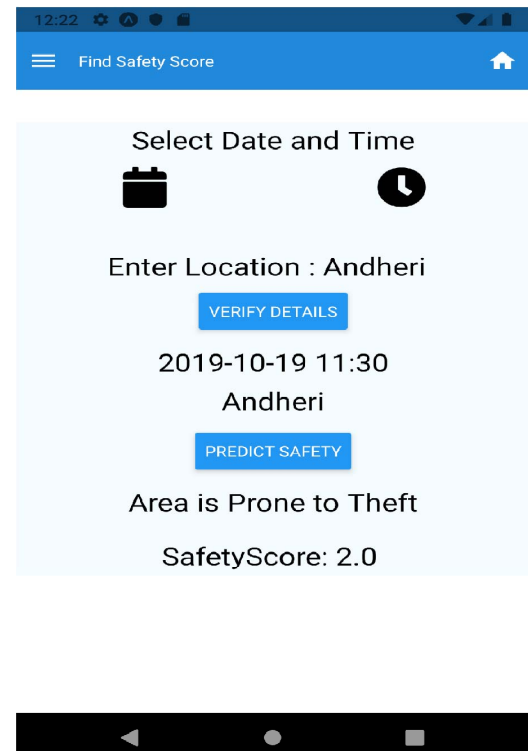 12:22
Find Safety Score
Select Date and Time
Enter Location : Andheri
VERIFY DETAILS
2019-10-19 11:30
Andheri
PREDICT SAFETY
Area is Prone to Theft
SafetyScore: 2.0